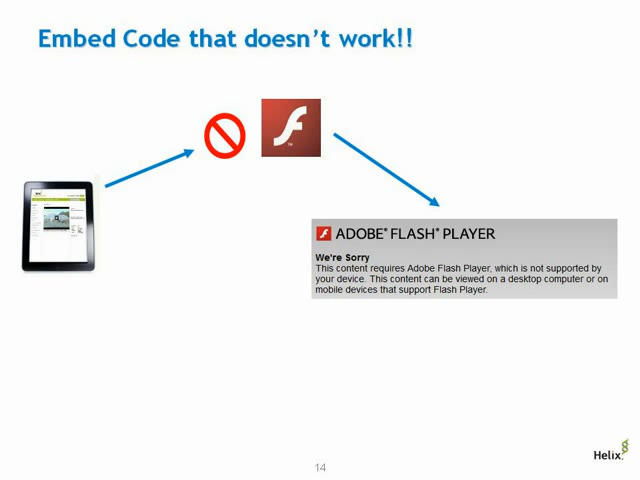 Embed Code that doesn't work!!
ADOBE® FLASH® PLAYER
We're Sorry
This content requires Adobe Flash Player, which is not supported by
your device. This content can be viewed on a desktop computer or on
mobile devices that support Flash Player.
Helix
14